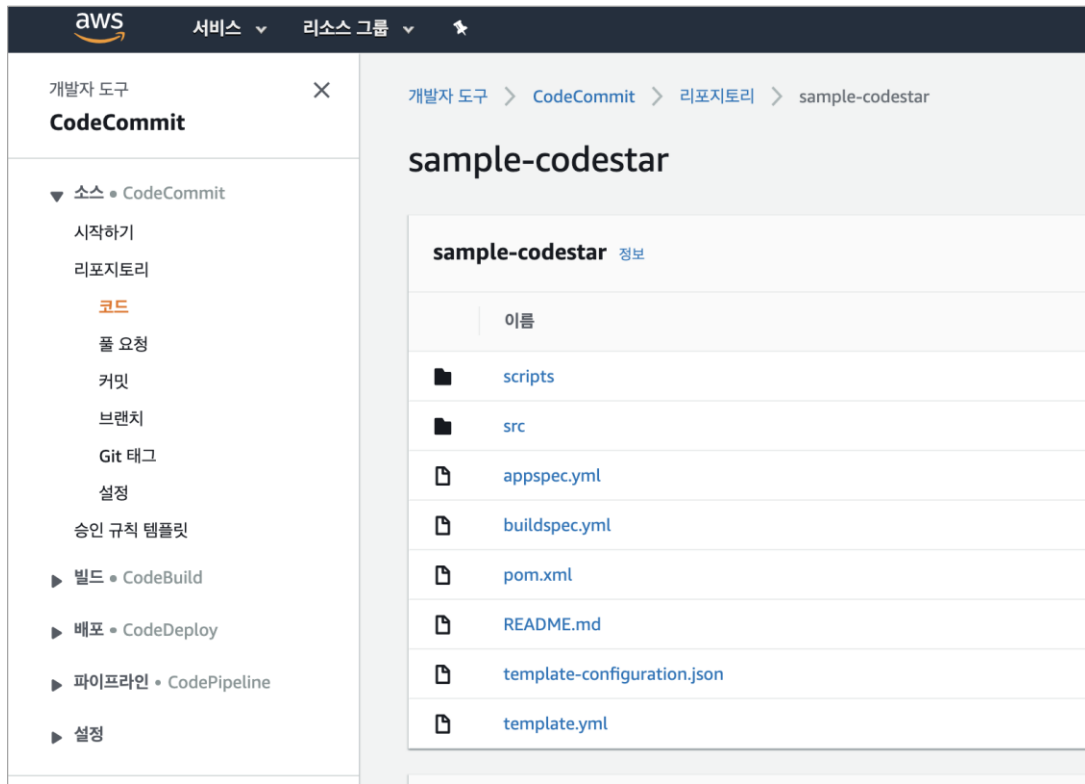 aws 서비스 리소스 그룹
개발자 도구
CodeCommit
소스 • CodeCommit
시작하기
리포지토리
코드
풀 요청
커밋
브랜치
Git 태그
설정
승인 규칙 템플릿
빌드 • CodeBuild
배포 • CodeDeploy
파이프라인 • CodePipeline
설정
개발자 도구 > CodeCommit > 리포지토리 > sample-codestar
sample-codestar
sample-codestar 정보
이름
scripts
src
appspec.yml
buildspec.yml
pom.xml
README.md
template-configuration.json
template.yml